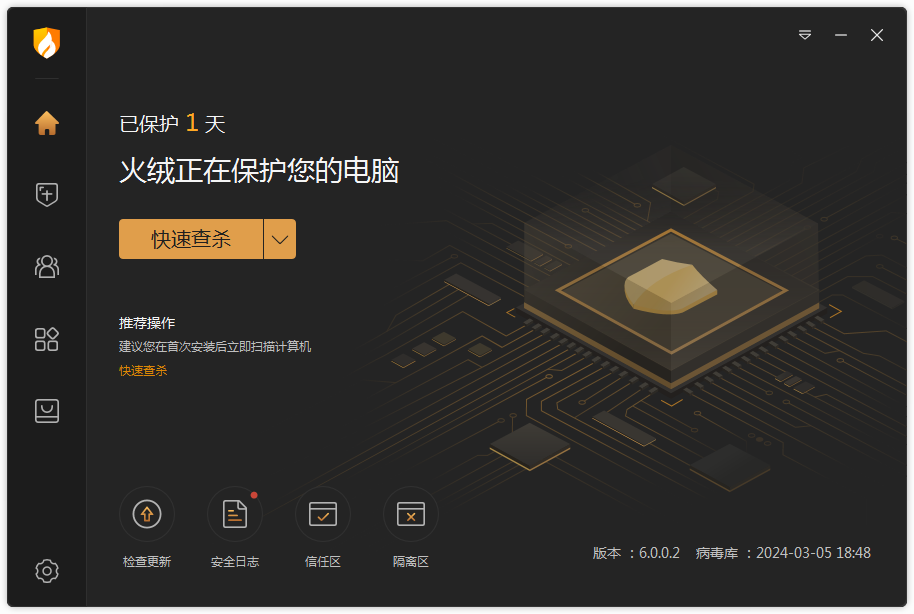 已保护 1 天
火绒正在保护您的电脑
快速查杀
推荐操作
建议您在首次安装后立即扫描计算机
快速查杀
检查更新 安全日志 信任区 隔离区
版本 ：6.0.0.2 病毒库 ：2024-03-05 18:48